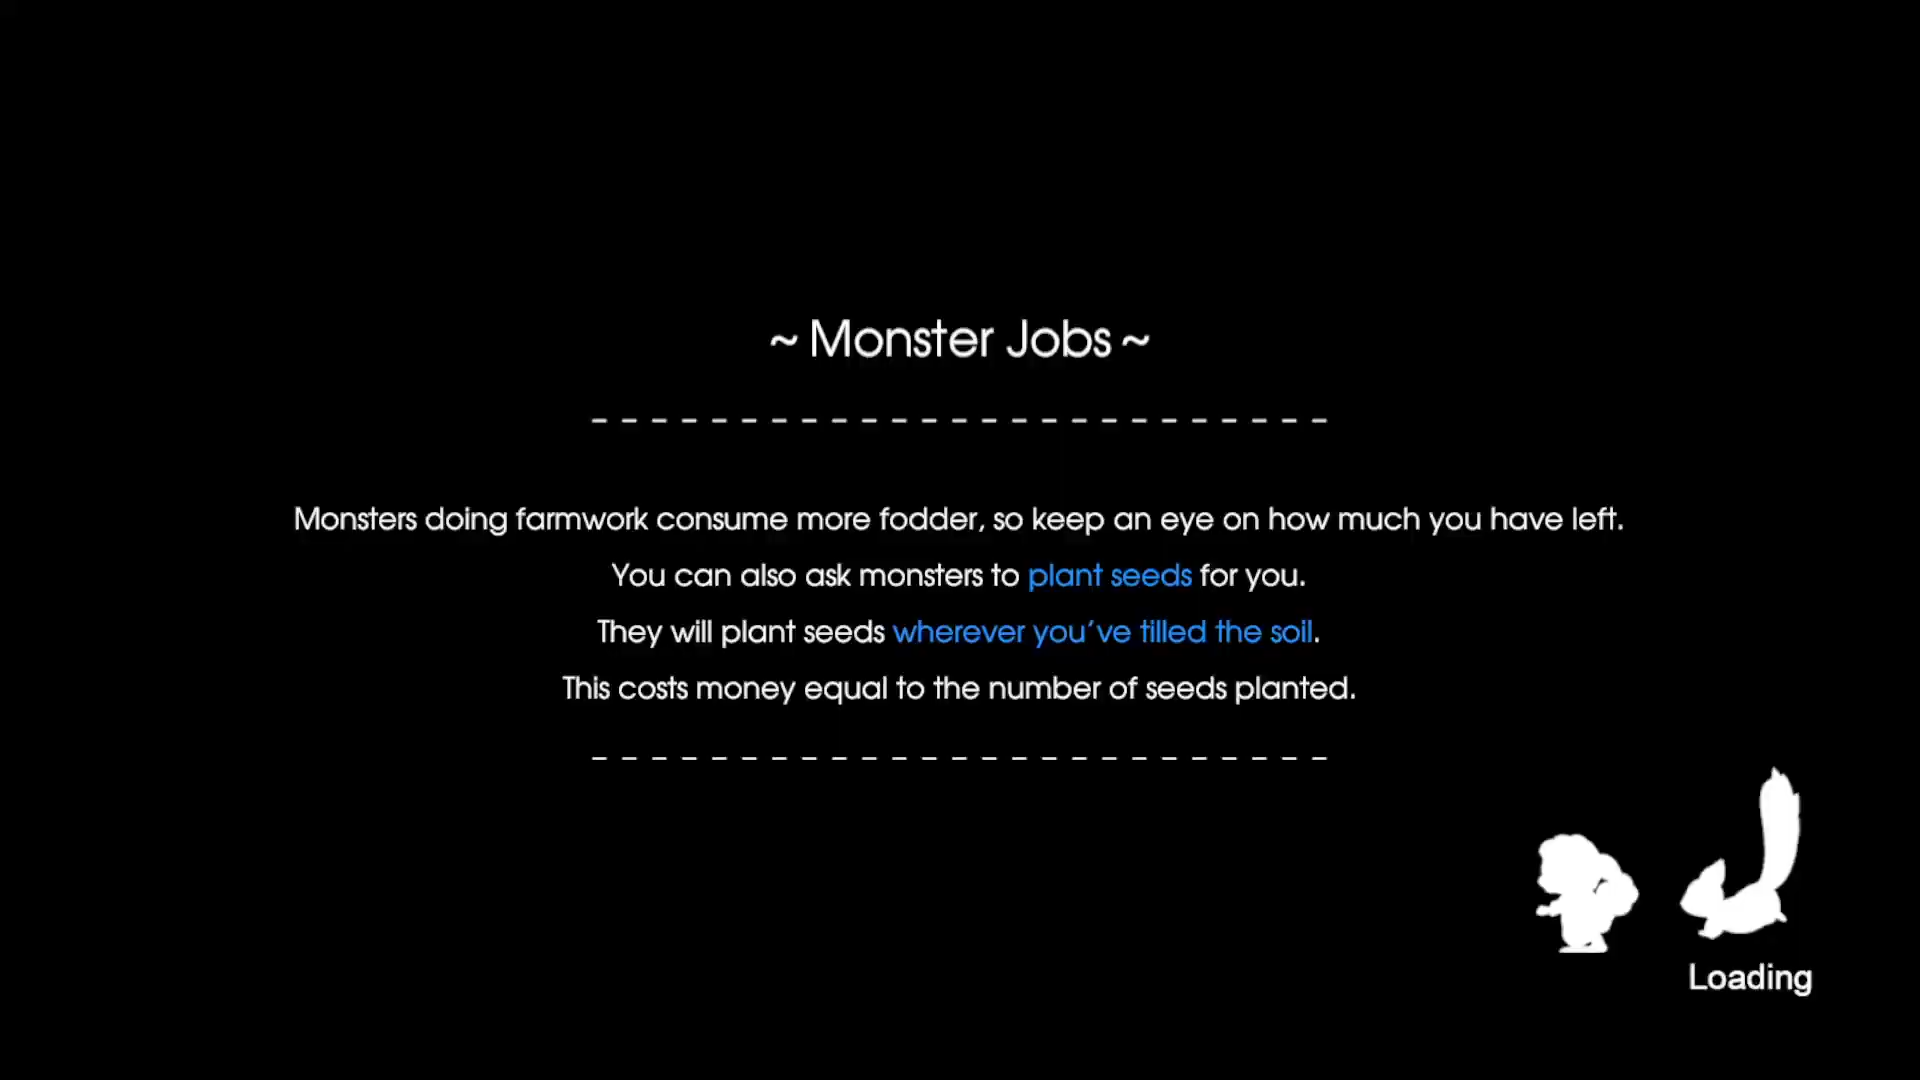 ~ Monster Jobs ~
- - - - - - - - - - - - - - - - - - - - - - - - -
Monsters doing farmwork consume more fodder, so keep an eye on how much you have left.
You can also ask monsters to plant seeds for you.
They will plant seeds wherever you've tilled the soil.
This costs money equal to the number of seeds planted.
- - - - - - - - - - - - - - - - - - - - - - - - -
Loading